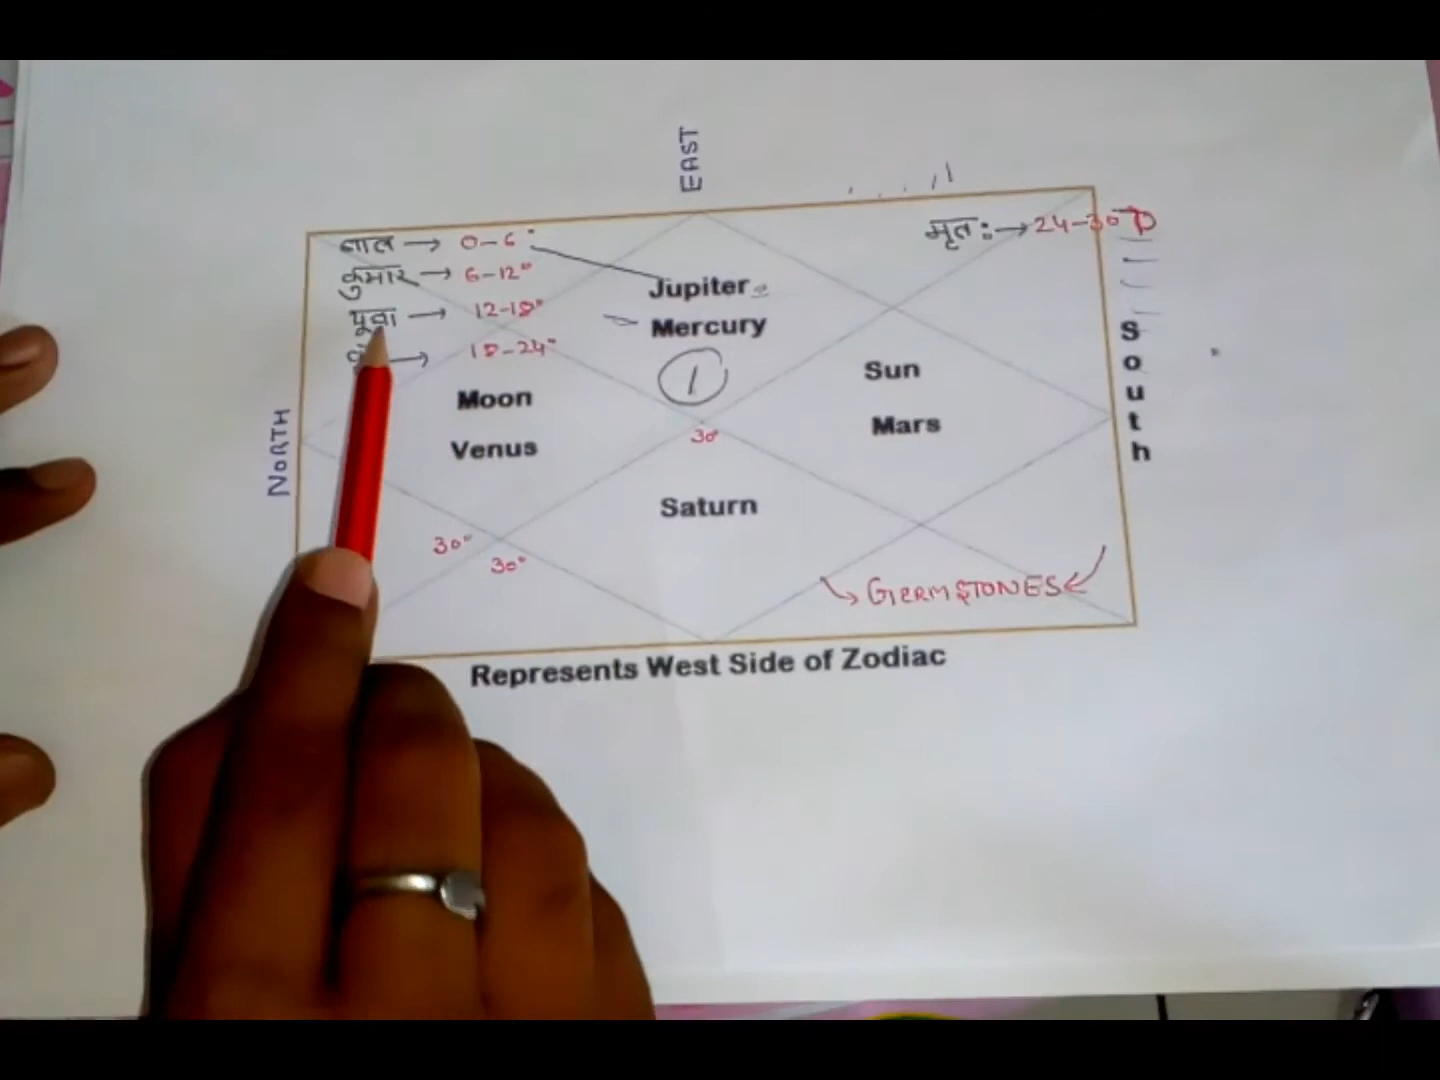 EAST
बाल → 0-6°
मृतः → 24-30°
कुमार → 6-12°
Jupiter
युवा → 12-18°
Mercury
→ 18-24°
1
Sun
Moon
Mars
Venus
30°
NORTH
South
Saturn
30°
30°
GERMSTONES
Represents West Side of Zodiac